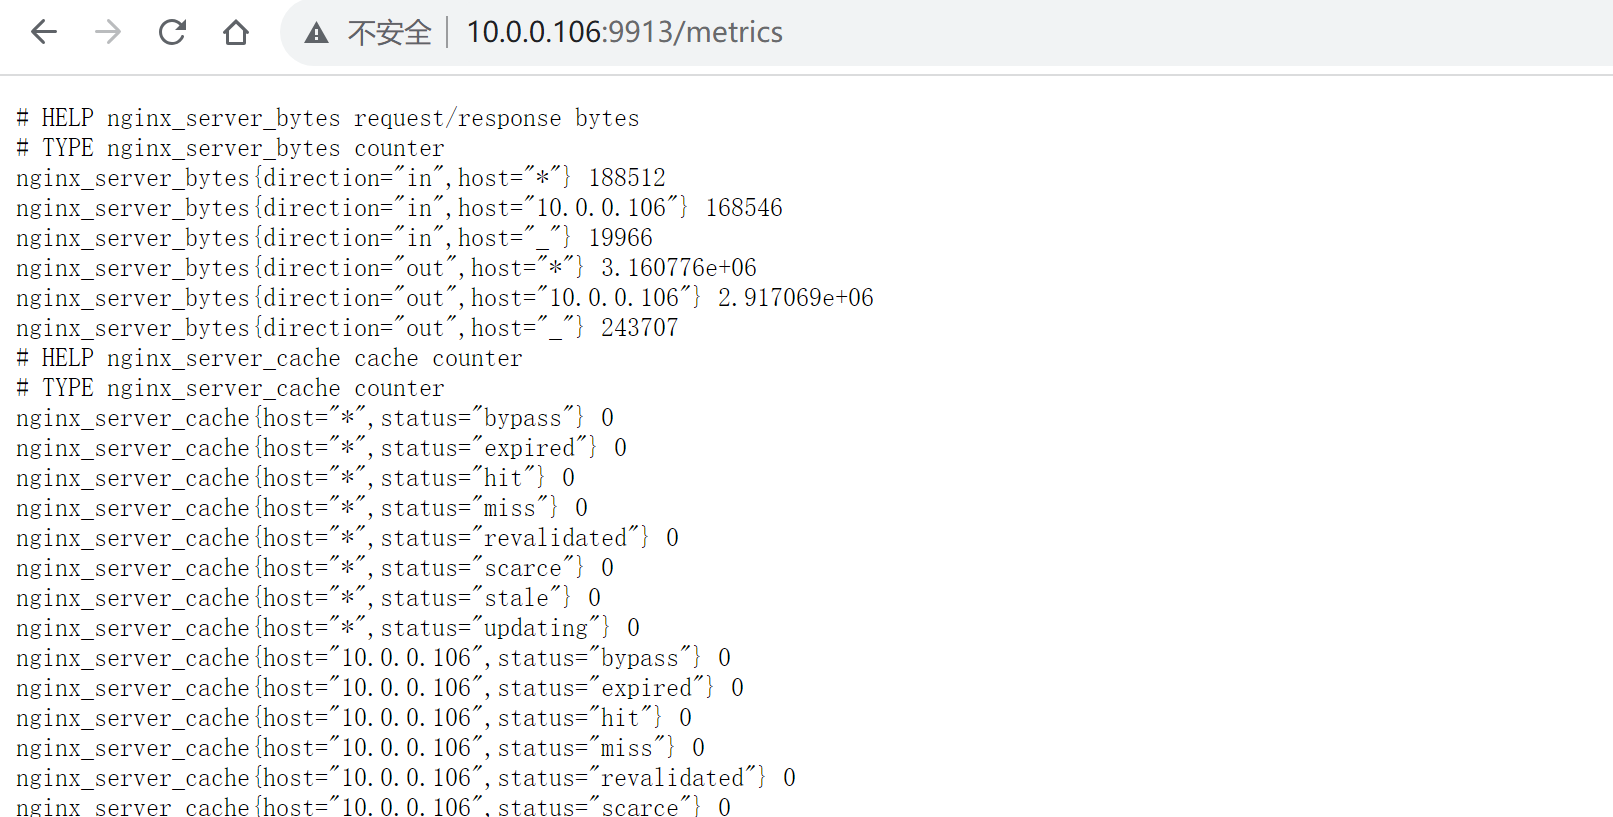 不安全 10.0.0.106:9913/metrics
# HELP nginx_server_bytes request/response bytes
# TYPE nginx_server_bytes counter
nginx_server_bytes{direction="in",host="*"} 188512
nginx_server_bytes{direction="in",host="10.0.0.106"} 168546
nginx_server_bytes{direction="in",host="_"} 19966
nginx_server_bytes{direction="out",host="*"} 3.160776e+06
nginx_server_bytes{direction="out",host="10.0.0.106"} 2.917069e+06
nginx_server_bytes{direction="out",host="_"} 243707
# HELP nginx_server_cache cache counter
# TYPE nginx_server_cache counter
nginx_server_cache{host="*",status="bypass"} 0
nginx_server_cache{host="*",status="expired"} 0
nginx_server_cache{host="*",status="hit"} 0
nginx_server_cache{host="*",status="miss"} 0
nginx_server_cache{host="*",status="revalidated"} 0
nginx_server_cache{host="*",status="scarce"} 0
nginx_server_cache{host="*",status="stale"} 0
nginx_server_cache{host="*",status="updating"} 0
nginx_server_cache{host="10.0.0.106",status="bypass"} 0
nginx_server_cache{host="10.0.0.106",status="expired"} 0
nginx_server_cache{host="10.0.0.106",status="hit"} 0
nginx_server_cache{host="10.0.0.106",status="miss"} 0
nginx_server_cache{host="10.0.0.106",status="revalidated"} 0
nginx_server_cache{host="10.0.0.106",status="scarce"} 0